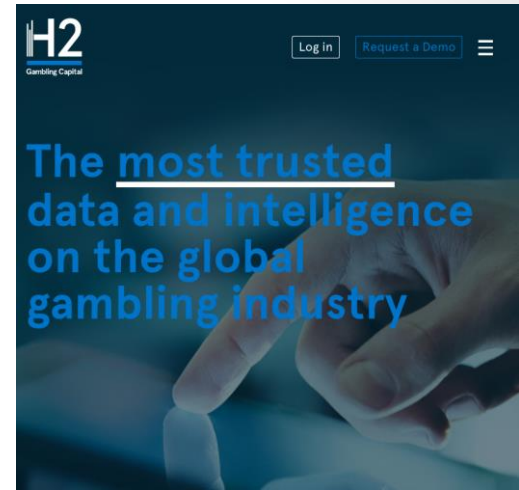 H2
Gambling Capital
Log in
Request a Demo
The most trusted
data and intelligence
on the global
gambling industry